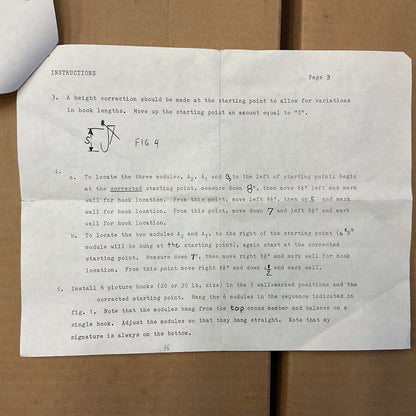 INSTRUCTIONS
Page 3
3. A height correction should be made at the starting point to allow for variations
in hook lengths. Move up the starting point an amount equal to "S".
S
FIG 4
4.
a. To locate the three modules, A₂, A₁ and B₁ to the left of starting point, begin
at the corrected starting point, measure down 8", then move 8½" left and mark
wall for hook location. From this point, move left 8½", then up 5 and mark
wall for hook location. From this point, move down 7 and left 8½" and mark
wall for hook location.
b. To locate the two modules A₂ and A₁, to the right of the starting point (a
module will be hung at the starting point), again start at the corrected
starting point. Measure down 7", then move right 8½" and mark wall for hook
location. From this point move right 8½" and down and mark wall.
5. Install 6 picture hooks (20 or 30 lb. size) in the 5 wall-marked positions and the
corrected starting point. Hang the 6 modules in the sequence indicated in
fig. 1. Note that the modules hang from the top cross member and balance on a
single hook. Adjust the modules so that they hang straight. Note that my
signature is always on the bottom.